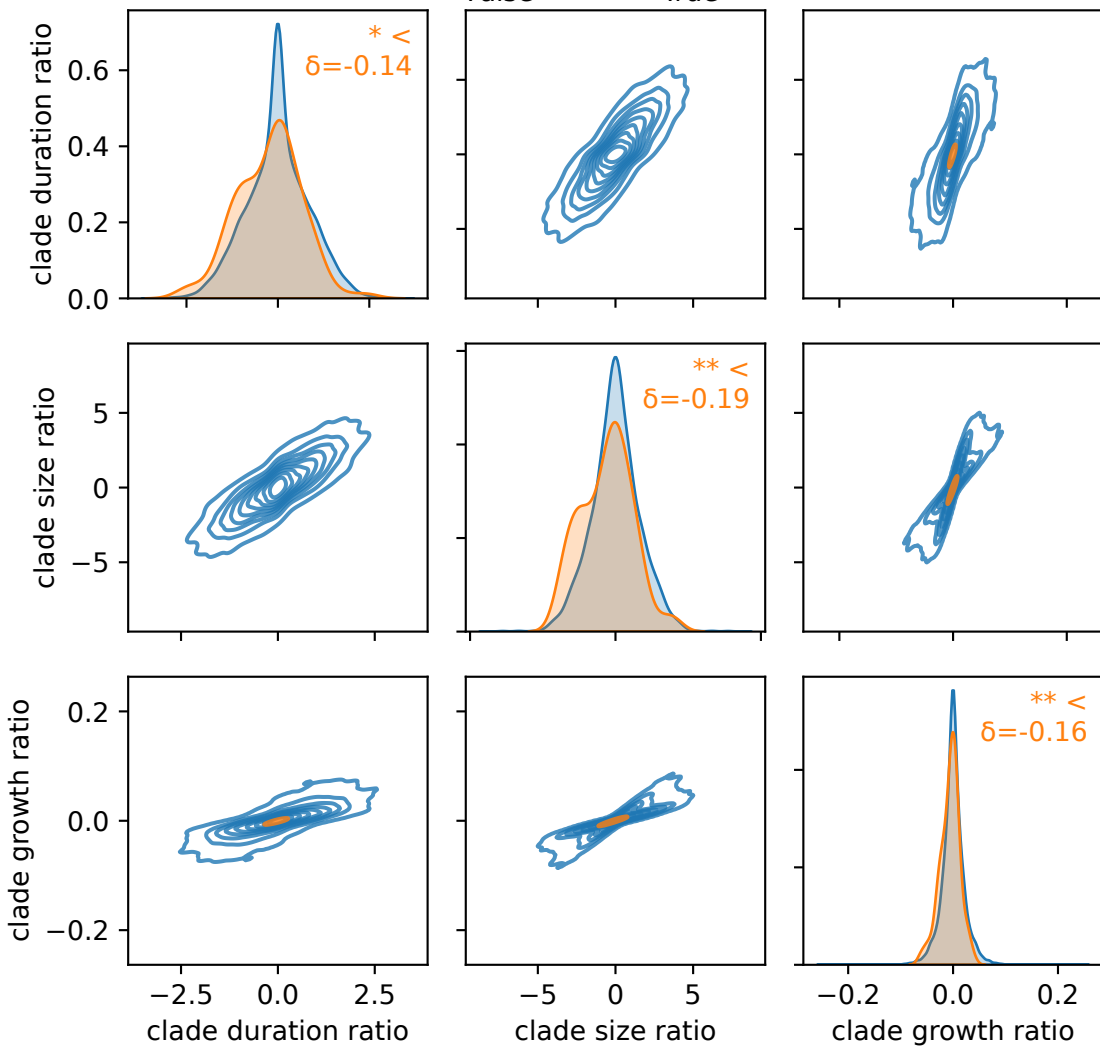 clade duration ratio
0.6
0.4
0.2
0.0
* <
δ=-0.14
clade size ratio
5
0
−5
** <
δ=-0.19
clade growth ratio
0.2
0.0
−0.2
** <
δ=-0.16
−2.5 0.0 2.5
−5 0 5
−0.2 0.0 0.2
clade duration ratio
clade size ratio
clade growth ratio